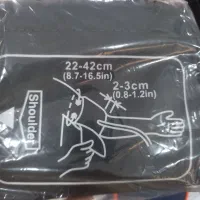 22-42cm
(8.7-16.5in)
2-3cm
(0.8-1.2in)
Shoulder